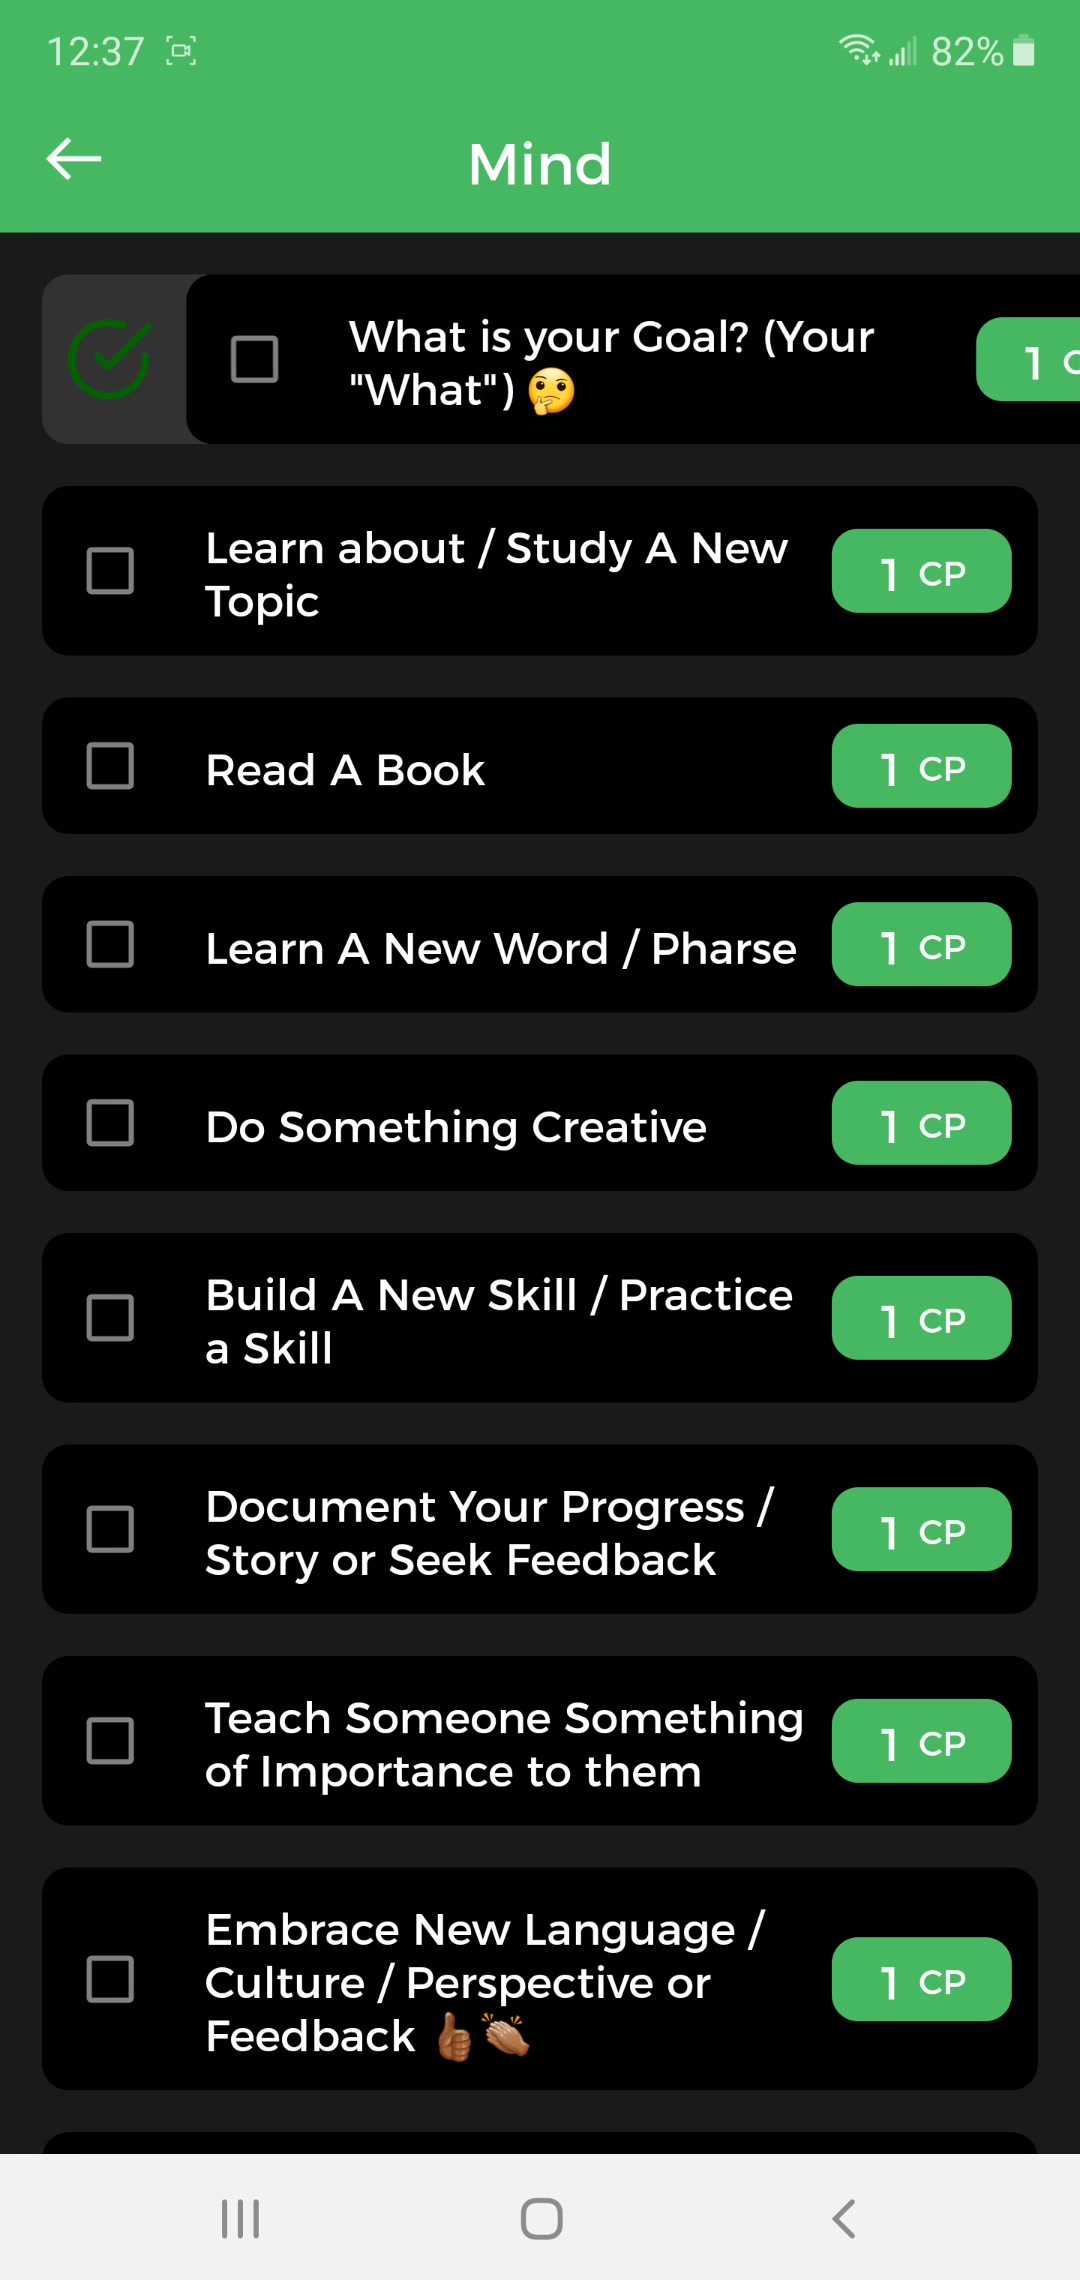 12:37
82%
Mind
What is your Goal? (Your
"What") 🤔
1 C
Learn about / Study A New
Topic
1 CP
Read A Book
1 CP
Learn A New Word / Pharse
1 CP
Do Something Creative
1 CP
Build A New Skill / Practice
a Skill
1 CP
Document Your Progress /
Story or Seek Feedback
1 CP
Teach Someone Something
of Importance to them
1 CP
Embrace New Language /
Culture / Perspective or
Feedback 👍🏾👏🏽
1 CP